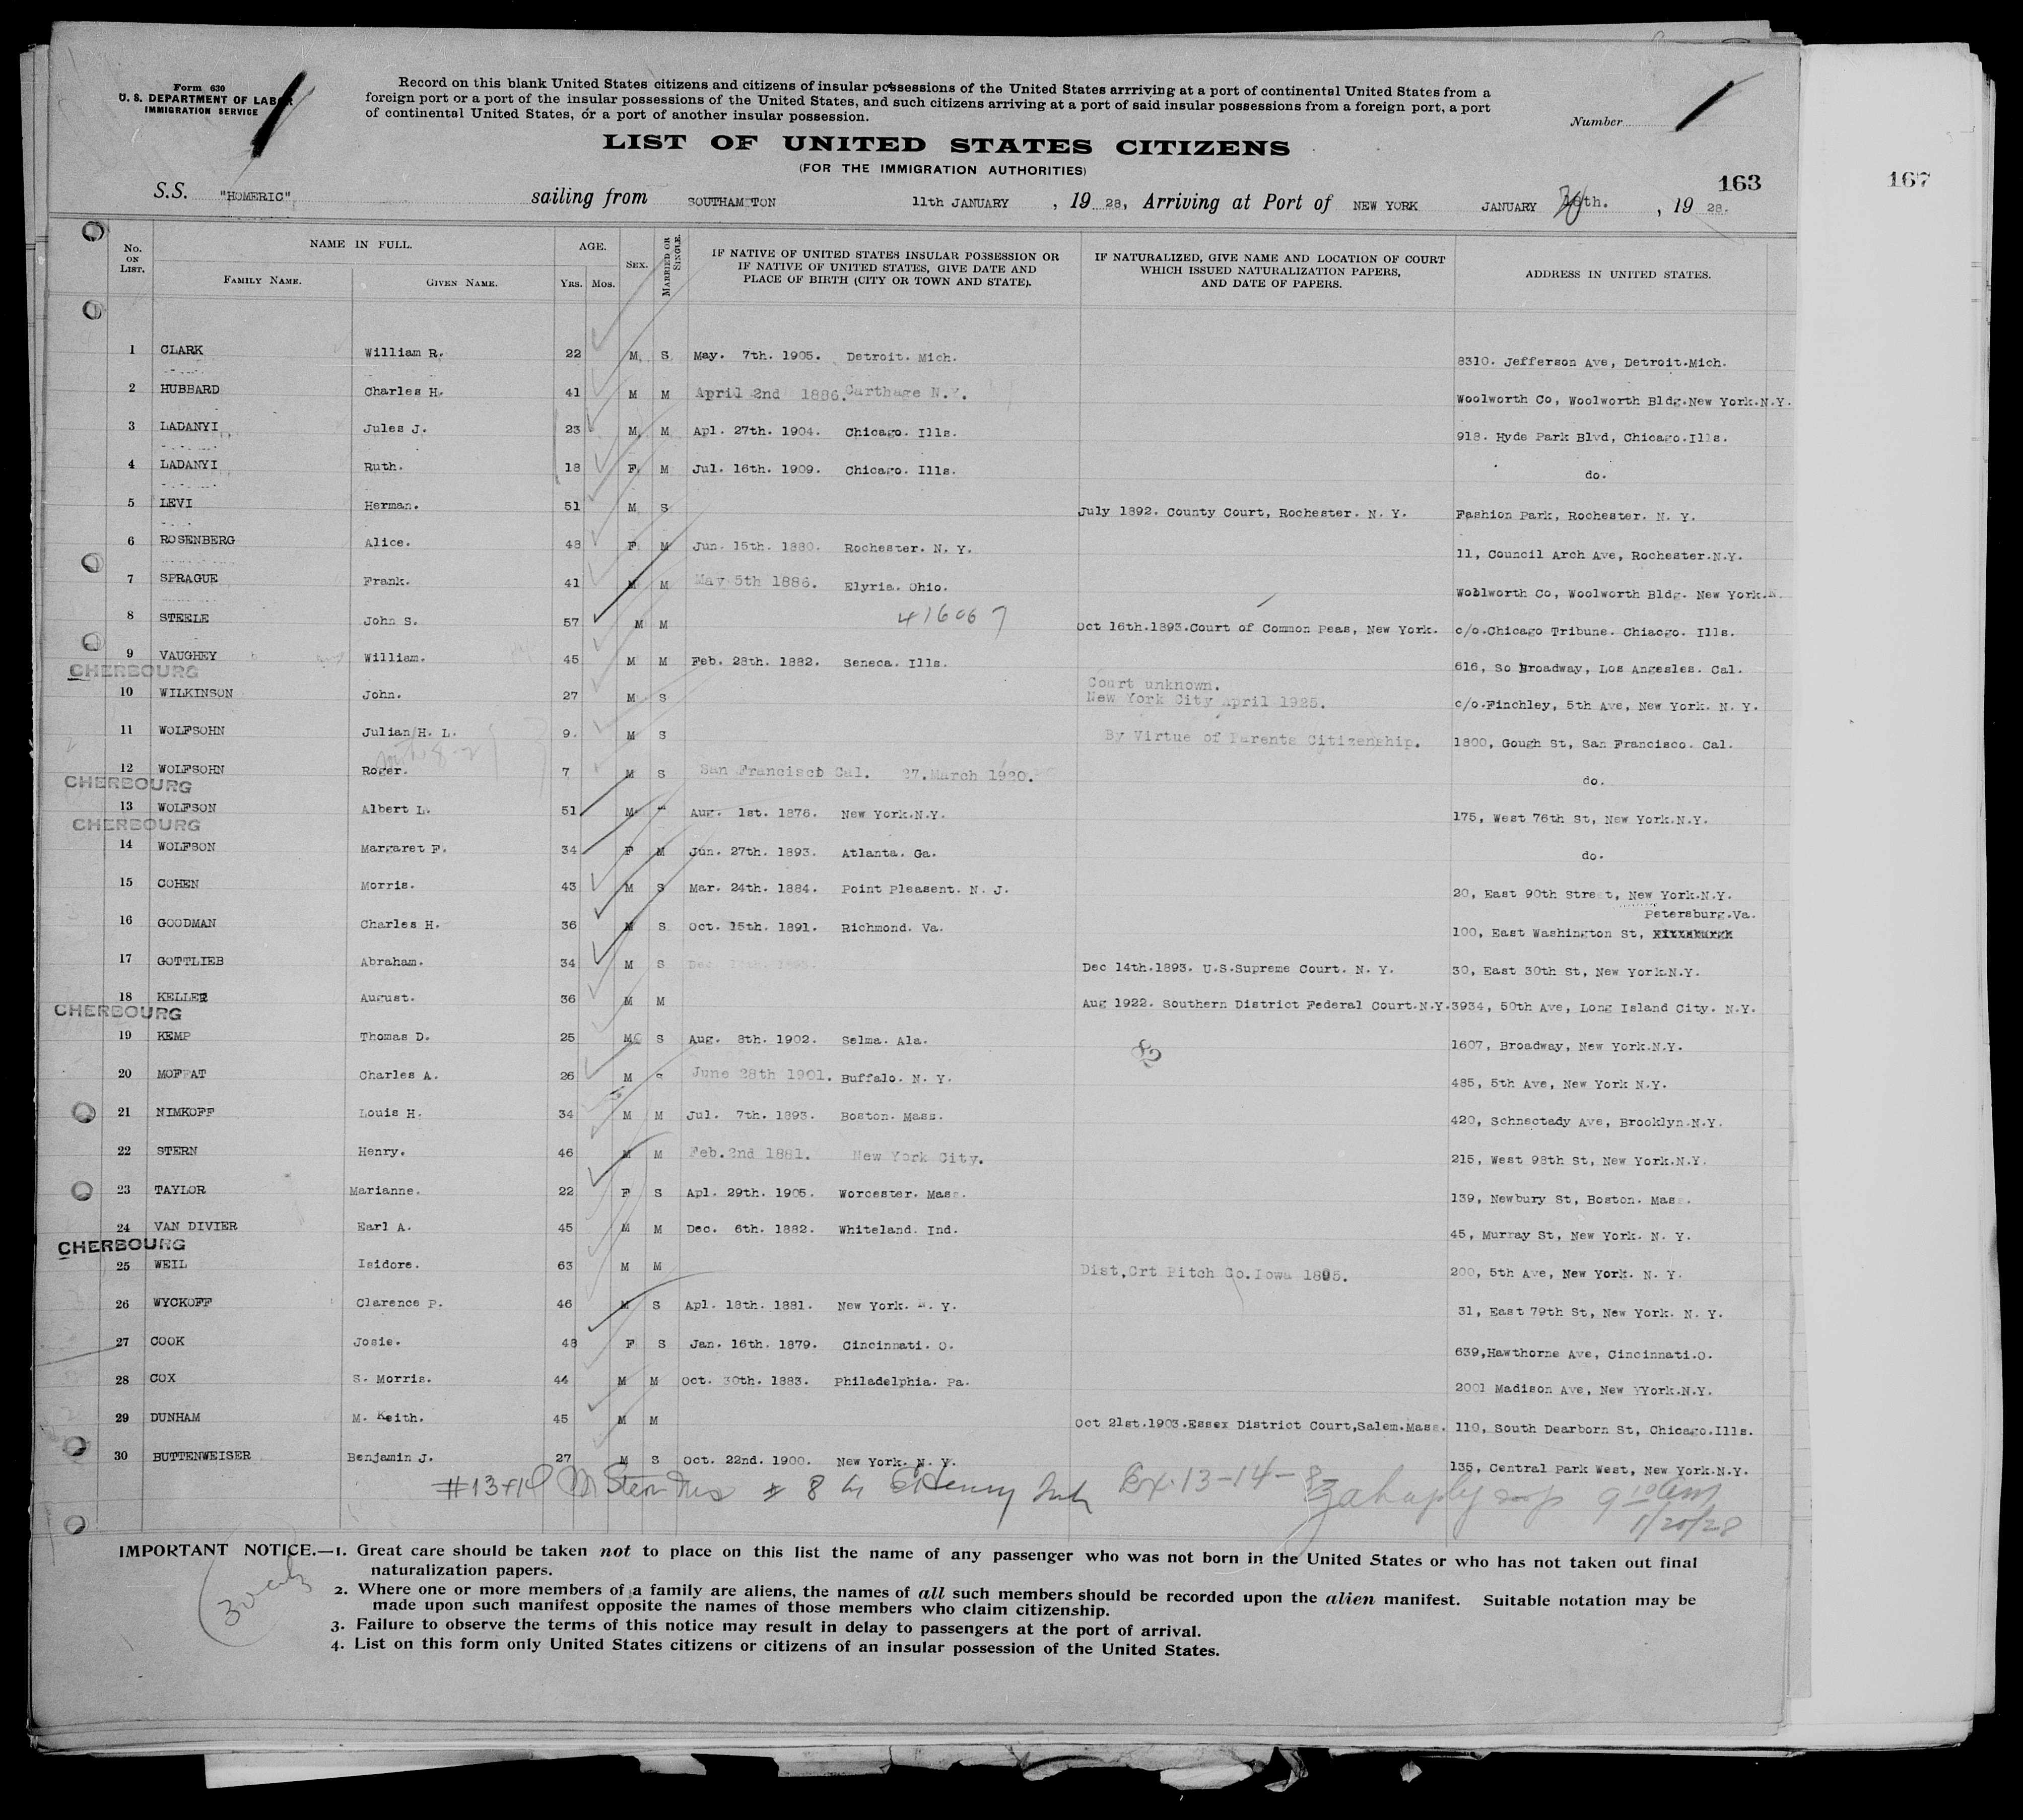 Form 630
U. S. DEPARTMENT OF LABOR
IMMIGRATION SERVICE
Record on this blank United States citizens and citizens of insular possessions of the United States arrriving at a port of continental United States from a
foreign port or a port of the insular possessions of the United States, and such citizens arriving at a port of said insular possessions from a foreign port, a port
of continental United States, or a port of another insular possession.
Number
LIST OF UNITED STATES CITIZENS
(FOR THE IMMIGRATION AUTHORITIES)
163
167
S.S. "HOMERIC" sailing from SOUTHAMPTON 11th JANUARY, 1928, Arriving at Port of NEW YORK JANUARY th., 1928.
No. ON LIST. NAME IN FULL. FAMILY NAME. GIVEN NAME. AGE. YRS. MOS. SEX. MARRIED OR SINGLE. IF NATIVE OF UNITED STATES INSULAR POSSESSION OR IF NATIVE OF UNITED STATES, GIVE DATE AND PLACE OF BIRTH (CITY OR TOWN AND STATE). IF NATURALIZED, GIVE NAME AND LOCATION OF COURT WHICH ISSUED NATURALIZATION PAPERS, AND DATE OF PAPERS. ADDRESS IN UNITED STATES.
1 CLARK William R. 22 M. S. May. 7th. 1905. Detroit. Mich. 8310. Jefferson Ave, Detroit.Mich.
2 HUBBARD Charles H. 41 M M April 2nd 1886. Carthage N.Y. Woolworth Co, Woolworth Bldg.New York.N.Y.
3 LADANYI Jules J. 23 M. M Apl. 27th. 1904. Chicago. Ills. 918. Hyde Park Blvd, Chicago.Ills.
4 LADANYI Ruth. 18 F. M Jul. 16th. 1909. Chicago. Ills. do.
5 LEVI Herman. 51 M S July 1892. County Court, Rochester. N. Y. Fashion Park, Rochester. N. Y.
6 ROSENBERG Alice. 48 F. M Jun. 15th. 1880. Rochester. N. Y. 11, Council Arch Ave, Rochester.N.Y.
7 SPRAGUE Frank. 41 M M May 5th 1886. Elyria. Ohio. Woolworth Co, Woolworth Bldg. New York.N.
8 STEELE John S. 57 M M 416067 Oct 16th.1893.Court of Common Peas, New York. c/o.Chicago Tribune. Chiacgo. Ills.
9 VAUGHEY William. 45 M M Feb. 28th. 1882. Seneca. Ills. 616, So Broadway, Los Angesles. Cal.
CHERBOURG
10 WILKINSON John. 27 M S Court unknown. New York City April 1925. c/o.Finchley, 5th Ave, New York. N. Y.
11 WOLFSOHN Julian H. L. 9. M S By Virtue of Parents Citizenship. 1800, Gough St, San Francisco. Cal.
12 WOLFSOHN Roger. 7 M S San Francisco Cal. 27.March 1920. do.
CHERBOURG
13 WOLFSON Albert L. 51 M Aug. 1st. 1876. New York.N.Y. 175, West 76th St, New York.N.Y.
CHERBOURG
14 WOLFSON Margaret F. 34 F M Jun. 27th. 1893. Atlanta. Ga. do.
15 COHEN Morris. 43 M S Mar. 24th. 1884. Point Pleasent. N. J. 20, East 90th Street, New York.N.Y.
Petersburg.Va.
16 GOODMAN Charles H. 36 M S Oct. 15th. 1891. Richmond. Va. 100, East Washington St,
17 GOTTLIEB Abraham. 34 M S Dec 14th.1893. U.S.Supreme Court. N. Y. 30, East 30th St, New York.N.Y.
18 KELLER August. 36 M M Aug 1922. Southern District Federal Court.N.Y. 3934, 50th Ave, Long Island City. N.Y.
CHERBOURG
19 KEMP Thomas D. 25 M S Aug. 8th. 1902. Selma. Ala. 1607, Broadway, New York.N.Y.
20 MOFFAT Charles A. 26 M S June 28th 1901. Buffalo. N. Y. 485, 5th Ave, New York N.Y.
21 NIMKOFF Louis H. 34 M M Jul. 7th. 1893. Boston. Mass. 420, Schnectady Ave, Brooklyn.N.Y.
22 STERN Henry. 46 M M Feb.2nd 1881. New York City. 215, West 98th St, New York.N.Y.
23 TAYLOR Marianne. 22 F S Apl. 29th. 1905. Worcester. Mass. 139, Newbury St, Boston. Mass.
24 VAN DIVIER Earl A. 45 M M Dec. 6th. 1882. Whiteland. Ind. 45, Murray St, New York. N. Y.
CHERBOURG
25 WEIL Isidore. 63 M M Dist,Crt Pitch Co.Iowa 1895. 200, 5th Ave, New York. N. Y.
26 WYCKOFF Clarence P. 46 M S Apl. 18th. 1881. New York. N. Y. 31, East 79th St, New York. N. Y.
27 COOK Josie. 48 F S Jan. 16th. 1879. Cincinnati. O. 639,Hawthorne Ave, Cincinnati.O.
28 COX S. Morris. 44 M M Oct. 30th. 1883. Philadelphia. Pa. 2001 Madison Ave, New YYork.N.Y.
29 DUNHAM M. Keith. 45 M M Oct 21st.1903.Essex District Court,Salem.Mass. 110, South Dearborn St, Chicago.Ills.
30 BUTTENWEISER Benjamin J. 27 M S Oct. 22nd. 1900. New York. N. Y. 135, Central Park West, New York.N.Y.
#13+14 # 8 Henry Ex. 13-14-8 9 10 am
1/20/28
IMPORTANT NOTICE.—1. Great care should be taken not to place on this list the name of any passenger who was not born in the United States or who has not taken out final
naturalization papers.
2. Where one or more members of a family are aliens, the names of all such members should be recorded upon the alien manifest. Suitable notation may be
made upon such manifest opposite the names of those members who claim citizenship.
3. Failure to observe the terms of this notice may result in delay to passengers at the port of arrival.
4. List on this form only United States citizens or citizens of an insular possession of the United States.